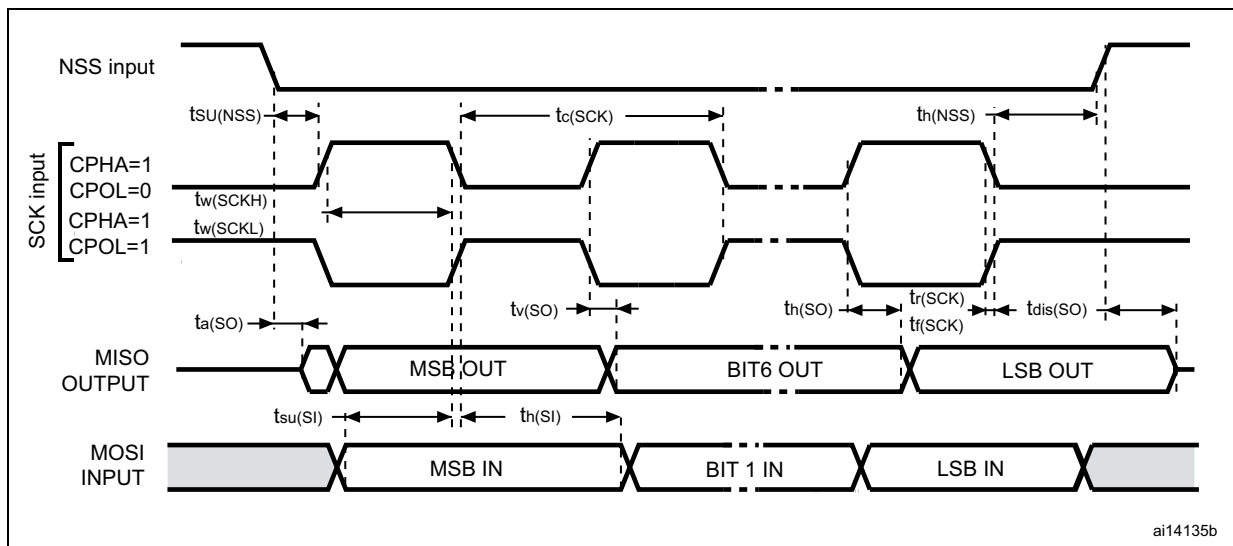 NSS input
tSU(NSS)
tc(SCK)
th(NSS)
SCK input
CPHA=1
CPOL=0
tw(SCKH)
CPHA=1
tw(SCKL)
CPOL=1
ta(SO)
tv(SO)
th(SO)
tr(SCK)
tf(SCK)
tdis(SO)
MISO
OUTPUT
MSB OUT
BIT6 OUT
LSB OUT
tsu(SI)
th(SI)
MOSI
INPUT
MSB IN
BIT 1 IN
LSB IN
ai14135b